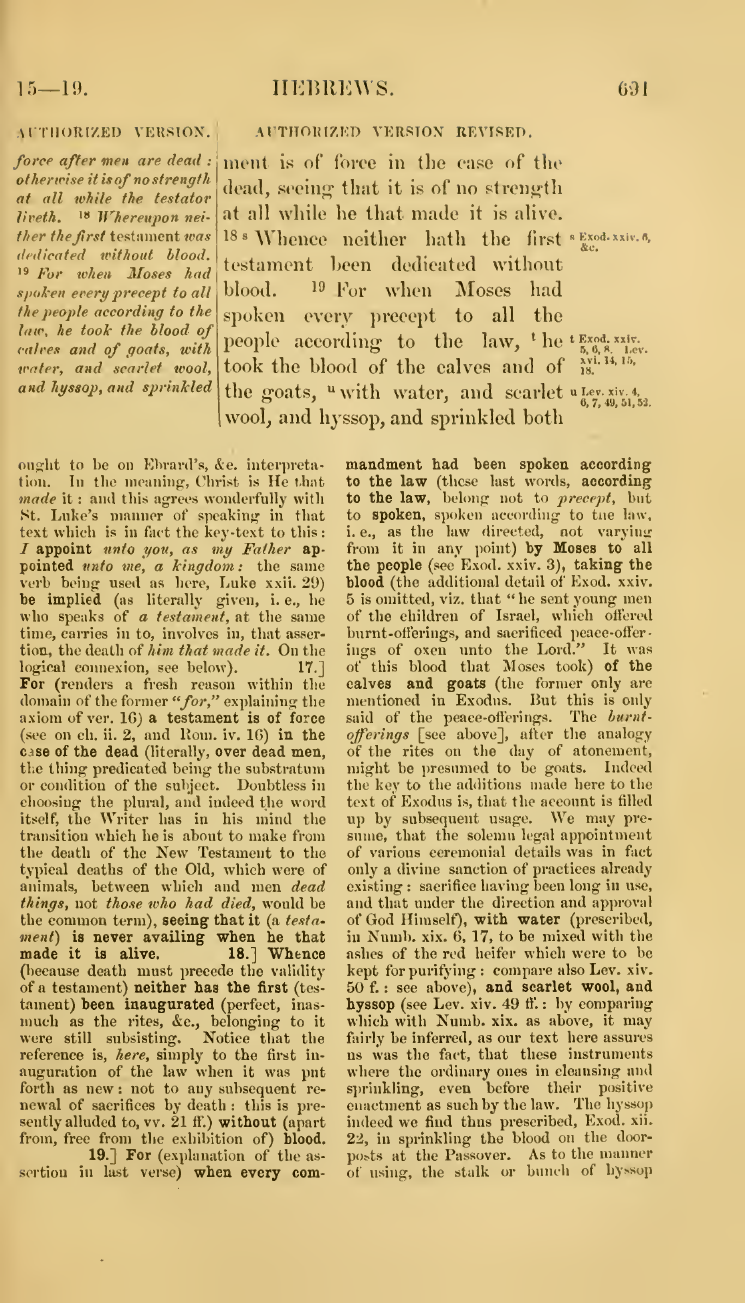 15—19.
HEBREWS.
691
AUTHORIZED VERSION.
force after men are dead :
otherwise it is of no strength
at all while the testator
liveth. 18 Whereupon nei-
ther the first testament was
dedicated without blood.
19 For when Moses had
spoken every precept to all
the people according to the
law, he took the blood of
calves and of goats, with
water, and scarlet wool,
and hyssop, and sprinkled
AUTHORIZED VERSION REVISED.
ment is of force in the case of the
dead, seeing that it is of no strength
at all while he that made it is alive.
18 s Whence neither hath the first
testament been dedicated without
blood. 19 For when Moses had
spoken every precept to all the
people according to the law, t he
took the blood of the calves and of
the goats, u with water, and scarlet
wool, and hyssop, and sprinkled both
s Exod. xxiv. 6,
&c.
t Exod. xxiv.
5, 6, 8. Lev.
xvi. 14, 15,
18.
u Lev. xiv. 4,
6, 7, 49, 51, 52.
ought to be on Ebrard's, &c. interpreta-
tion. In the meaning, Christ is He that
made it : and this agrees wonderfully with
St. Luke's manner of speaking in that
text which is in fact the key-text to this :
I appoint unto you, as my Father ap-
pointed unto me, a kingdom : the same
verb being used as here, Luke xxii. 29)
be implied (as literally given, i. e., he
who speaks of a testament, at the same
time, carries in to, involves in, that asser-
tion, the death of him that made it. On the
logical connexion, see below). 17.]
For (renders a fresh reason within the
domain of the former "for," explaining the
axiom of ver. 16) a testament is of force
(see on ch. ii. 2, and Rom. iv. 16) in the
case of the dead (literally, over dead men,
the thing predicated being the substratum
or condition of the subject. Doubtless in
choosing the plural, and indeed the word
itself, the Writer has in his mind the
transition which he is about to make from
the death of the New Testament to the
typical deaths of the Old, which were of
animals, between which and men dead
things, not those who had died, would be
the common term), seeing that it (a testa-
ment) is never availing when he that
made it is alive. 18.] Whence
(because death must precede the validity
of a testament) neither has the first (tes-
tament) been inaugurated (perfect, inas-
much as the rites, &c., belonging to it
were still subsisting. Notice that the
reference is, here, simply to the first in-
auguration of the law when it was put
forth as new : not to any subsequent re-
newal of sacrifices by death : this is pre-
sently alluded to, vv. 21 ff.) without (apart
from, free from the exhibition of) blood.
19.] For (explanation of the as-
sertion in last verse) when every com-
mandment had been spoken according
to the law (these last words, according
to the law, belong not to precept, but
to spoken, spoken according to the law,
i. e., as the law directed, not varying
from it in any point) by Moses to all
the people (see Exod. xxiv. 3), taking the
blood (the additional detail of Exod. xxiv.
5 is omitted, viz. that " he sent young men
of the children of Israel, which offered
burnt-offerings, and sacrificed peace-offer-
ings of oxen unto the Lord." It was
of this blood that Moses took) of the
calves and goats (the former only are
mentioned in Exodus. But this is only
said of the peace-offerings. The burnt-
offerings [see above], after the analogy
of the rites on the day of atonement,
might be presumed to be goats. Indeed
the key to the additions made here to the
text of Exodus is, that the account is filled
up by subsequent usage. We may pre-
sume, that the solemn legal appointment
of various ceremonial details was in fact
only a divine sanction of practices already
existing : sacrifice having been long in use,
and that under the direction and approval
of God Himself), with water (prescribed,
in Numb. xix. 6, 17, to be mixed with the
ashes of the red heifer which were to be
kept for purifying : compare also Lev. xiv.
50 f. : see above), and scarlet wool, and
hyssop (see Lev. xiv. 49 ff. : by comparing
which with Numb. xix. as above, it may
fairly be inferred, as our text here assures
us was the fact, that these instruments
where the ordinary ones in cleansing and
sprinkling, even before their positive
enactment as such by the law. The hyssop
indeed we find thus prescribed, Exod. xii.
22, in sprinkling the blood on the door-
posts at the Passover. As to the manner
of using, the stalk or bunch of hyssop